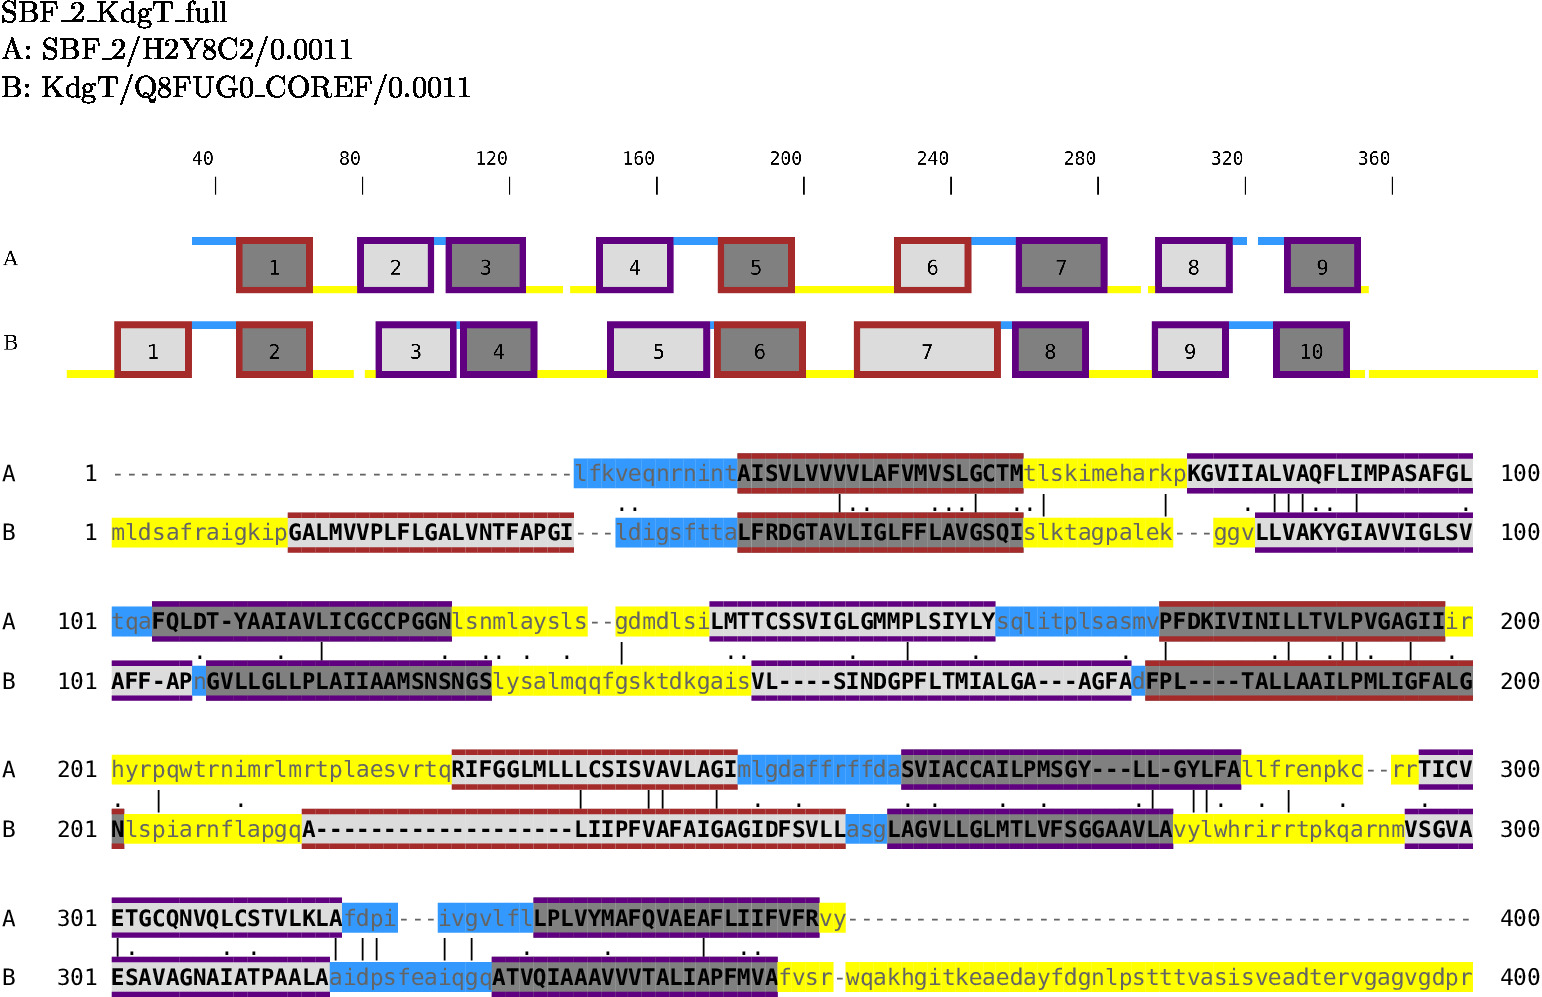 SBF_2_KdgT_full
A: SBF_2/H2Y8C2/0.0011
B: KdgT/Q8FUG0_COREF/0.0011
40 80 120 160 200 240 280 320 360
A 1 2 3 4 5 6 7 8 9
B 1 2 3 4 5 6 7 8 9 10
A 1 ----------------------------------lfkveqnrnintAISVLVVVVLAFVMVSLGCTMtlskimeharkpKGVIIALVAQFLIMPASAFGL 100
B 1 mldsafraigkipGALMVVPLFLGALVNTFAPGI---ldigsfttaLFRDGTAVLIGLFFLAVGSQIslktagpalek---ggvLLVAKYGIAVVIGLSV 100
A 101 tqaFQLDT-YAAIAVLICGCCPGGNlsnmlaysls--gdmdlsiLMTTCSSVIGLGMMPLSIYLYsqlitplsasmvPFDKIVINILLTVLPVGAGIIir 200
B 101 AFF-APnGVLLGLLPLAIIAAMSNSNGSlysalmqqfgsktdkgaisVL----SINDGPFLTMIALGA---AGFAdFPL----TALLAAILPMLIGFALG 200
A 201 hyrpqwtrnimrlmrtplaesvrtqRIFGGLMLLLCSISVAVLAGImlgdaffrffdaSVIACCAILPMSGY---LL-GYLFAllfrenpkc--rrTICV 300
B 201 NlspiarnflapgqA-------------------LIIPFVAFAIGAGIDFSVLLasgLAGVLLGLMTLVFSGGAAVLAvylwhrirrtpkqarnmVSGVA 300
A 301 ETGCQNVQLCSTVLKLAfdpi---ivgvlflLPLVYMAFQVAEAFLIIFVFRvy---------------------------------------------- 400
B 301 ESAVAGNAIATPAALAaidpsfeaiqgqATVQIAAAVVVTALIAPFMVAfvsr-wqakhgitkeaedayfdgnlpstttvasisveadtervgagvgdpr 400